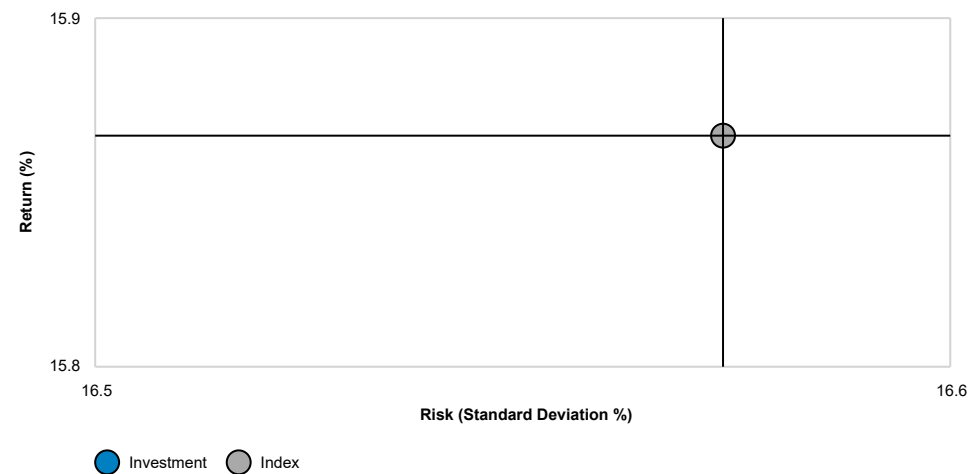 15.9
Return (%)
15.8
16.5
16.6
Risk (Standard Deviation %)
Investment
Index